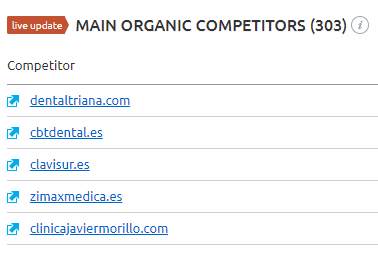 live update MAIN ORGANIC COMPETITORS (303) i
Competitor
dentaltriana.com
cbtdental.es
clavisur.es
zimaxmedica.es
clinicajaviermorillo.com